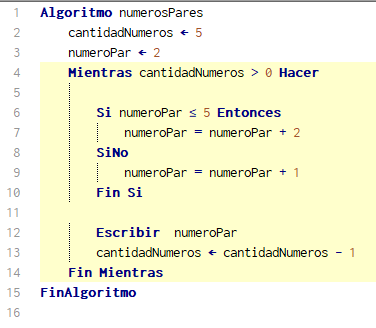 1 Algoritmo numerosPares
2 cantidadNumeros ← 5
3 numeroPar ← 2
4 Mientras cantidadNumeros > 0 Hacer
5
6 Si numeroPar ≤ 5 Entonces
7 numeroPar = numeroPar + 2
8 SiNo
9 numeroPar = numeroPar + 1
10 Fin Si
11
12 Escribir numeroPar
13 cantidadNumeros ← cantidadNumeros - 1
14 Fin Mientras
15 FinAlgoritmo
16